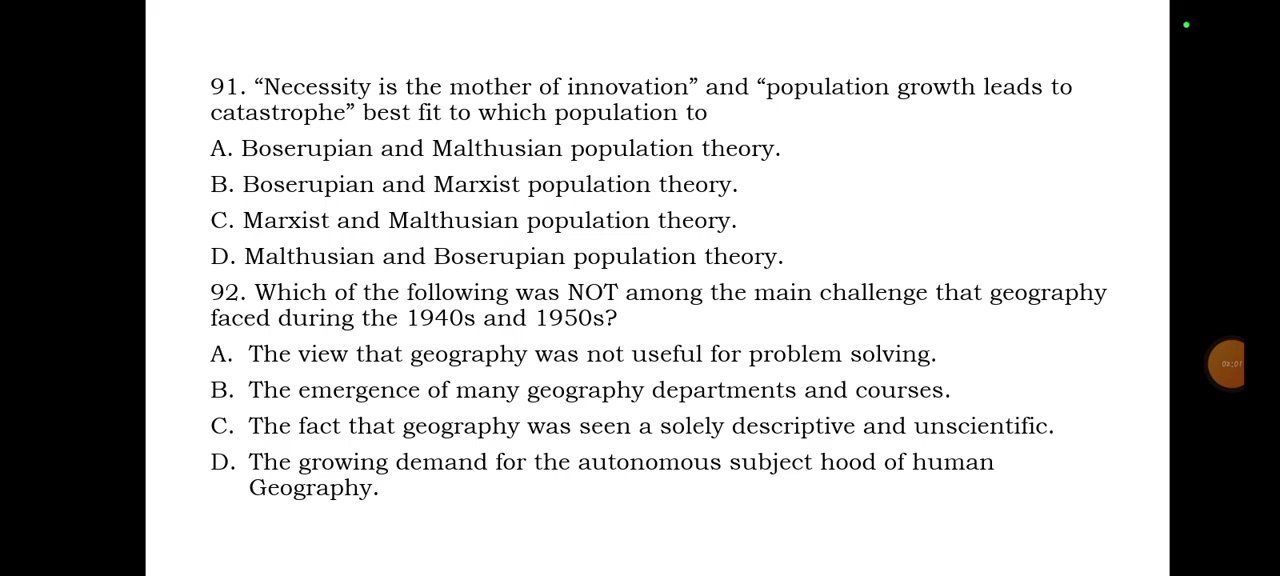 91. “Necessity is the mother of innovation” and “population growth leads to
catastrophe” best fit to which population to
A. Boserupian and Malthusian population theory.
B. Boserupian and Marxist population theory.
C. Marxist and Malthusian population theory.
D. Malthusian and Boserupian population theory.
92. Which of the following was NOT among the main challenge that geography
faced during the 1940s and 1950s?
A. The view that geography was not useful for problem solving.
B. The emergence of many geography departments and courses.
C. The fact that geography was seen a solely descriptive and unscientific.
D. The growing demand for the autonomous subject hood of human
Geography.